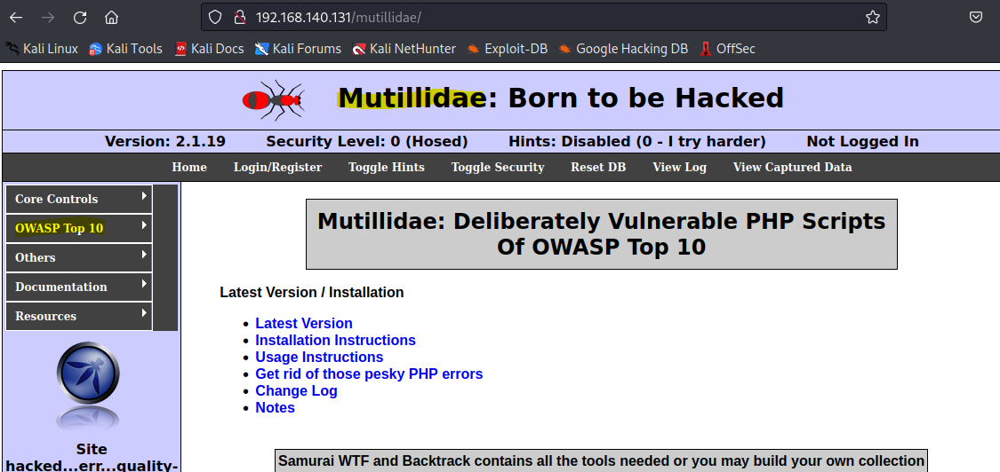 192.168.140.131/mutillidae/
Kali Linux Kali Tools Kali Docs Kali Forums Kali NetHunter Exploit-DB Google Hacking DB OffSec
Mutillidae: Born to be Hacked
Version: 2.1.19 Security Level: 0 (Hosed) Hints: Disabled (0 - I try harder) Not Logged In
Home Login/Register Toggle Hints Toggle Security Reset DB View Log View Captured Data
Core Controls
OWASP Top 10
Others
Documentation
Resources
Site
hacked...err...quality-
Mutillidae: Deliberately Vulnerable PHP Scripts
Of OWASP Top 10
Latest Version / Installation
Latest Version
Installation Instructions
Usage Instructions
Get rid of those pesky PHP errors
Change Log
Notes
Samurai WTF and Backtrack contains all the tools needed or you may build your own collection